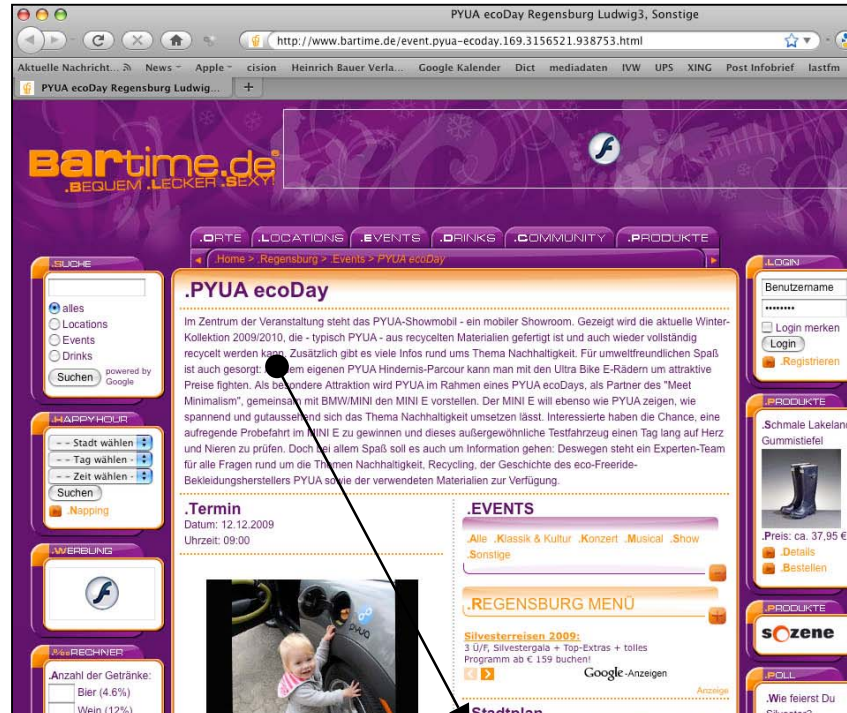 PYUA ecoDay Regensburg Ludwig3, Sonstige
http://www.bartime.de/event.pyua-ecoday.169.3156521.938753.html
Aktuelle Nachricht... News Apple cision Heinrich Bauer Verla... Google Kalender Dict mediadaten IVW UPS XING Post Infobrief lastfm
PYUA ecoDay Regensburg Ludwig... +
Bartime.de
.BEQUEM .LECKER .SEXY!
.ORTE .LOCATIONS .EVENTS .DRINKS .COMMUNITY .PRODUKTE
.Home > .Regensburg > .Events > PYUA ecoDay
.SUCHE
alles
Locations
Events
Drinks
Suchen powered by Google
.HAPPY HOUR
- - Stadt wählen
- - Tag wählen -
- - Zeit wählen -
Suchen
.Napping
.WERBUNG
RECHNER
.Anzahl der Getränke:
Bier (4.6%)
Wein (12%)
.PYUA ecoDay
Im Zentrum der Veranstaltung steht das PYUA-Showmobil - ein mobiler Showroom. Gezeigt wird die aktuelle Winter-
Kollektion 2009/2010, die - typisch PYUA - aus recycelten Materialien gefertigt ist und auch wieder vollständig
recycelt werden kann. Zusätzlich gibt es viele Infos rund ums Thema Nachhaltigkeit. Für umweltfreundlichen Spaß
ist auch gesorgt: eigenen PYUA Hindernis-Parcour kann man mit den Ultra Bike E-Rädern um attraktive
Preise fighten. Als besondere Attraktion wird PYUA im Rahmen eines PYUA ecoDays, als Partner des "Meet
Minimalism", gemeinsam mit BMW/MINI den MINI E vorstellen. Der MINI E will ebenso wie PYUA zeigen, wie
spannend und gutaussehend sich das Thema Nachhaltigkeit umsetzen lässt. Interessierte haben die Chance, eine
aufregende Probefahrt im MINI E zu gewinnen und dieses außergewöhnliche Testfahrzeug einen Tag lang auf Herz
und Nieren zu prüfen. Doch bei allem Spaß soll es auch um Information gehen: Deswegen steht ein Experten-Team
für alle Fragen rund um die Themen Nachhaltigkeit, Recycling, der Geschichte des eco-Freeride-
Bekleidungsherstellers PYUA sowie der verwendeten Materialien zur Verfügung.
.Termin
Datum: 12.12.2009
Uhrzeit: 09:00
PYUA
.EVENTS
.Alle .Klassik & Kultur .Konzert .Musical .Show
.Sonstige
.REGENSBURG MENÜ
Silvesterreisen 2009:
3 Ü/F, Silvestergala + Top-Extras + tolles
Programm ab € 159 buchen!
Google-Anzeigen
Anzeige
.Stadtplan
.LOGIN
Benutzername
••••••••
Login merken
Login
.Registrieren
.PRODUKTE
.Schmale Lakeland
Gummistiefel
.Preis: ca. 37,95 €
.Details
.Bestellen
.PRODUKTE
sczene
.POLL
.Wie feierst Du
Silvester?